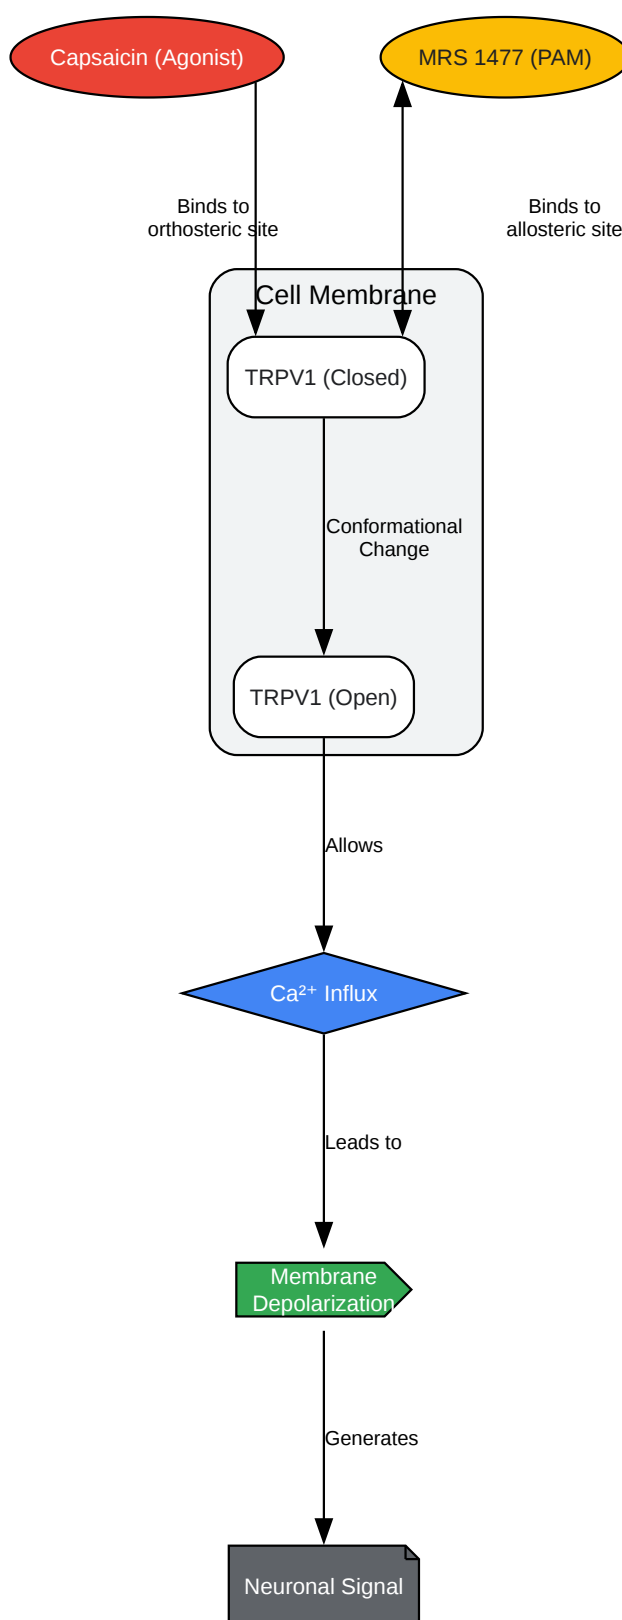 Capsaicin (Agonist)
MRS 1477 (PAM)
Binds to
orthosteric site
Binds to
allosteric site
Cell Membrane
TRPV1 (Closed)
Conformational
Change
TRPV1 (Open)
Allows
Ca²⁺ Influx
Leads to
Membrane
Depolarization
Generates
Neuronal Signal